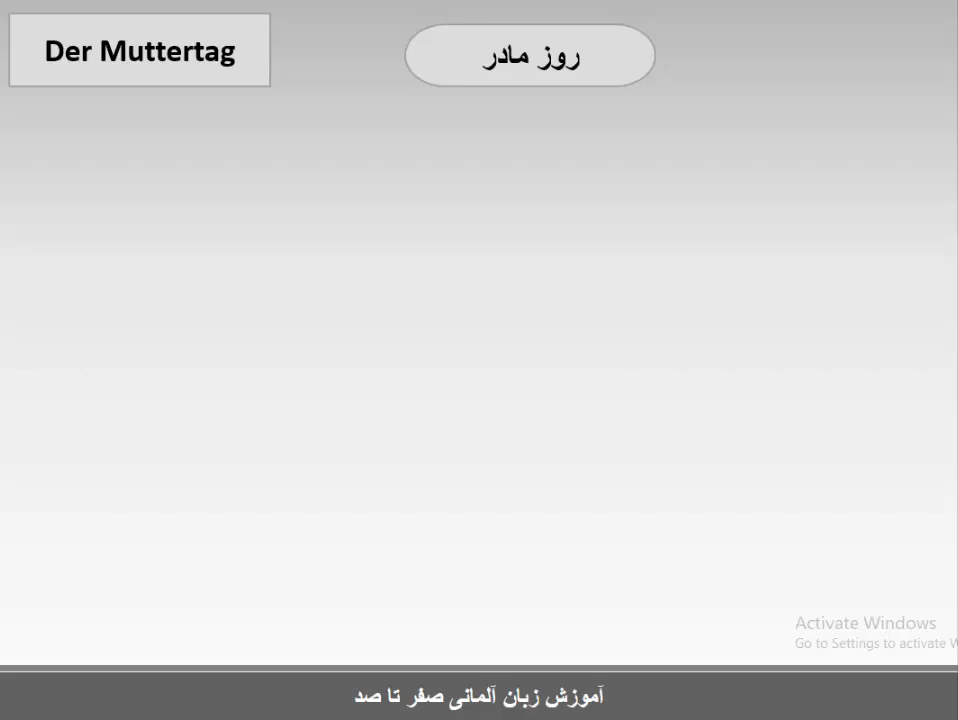 Der Muttertag
روز مادر
Activate Windows
Go to Settings to activate W
آموزش زبان آلمانی صفر تا صد